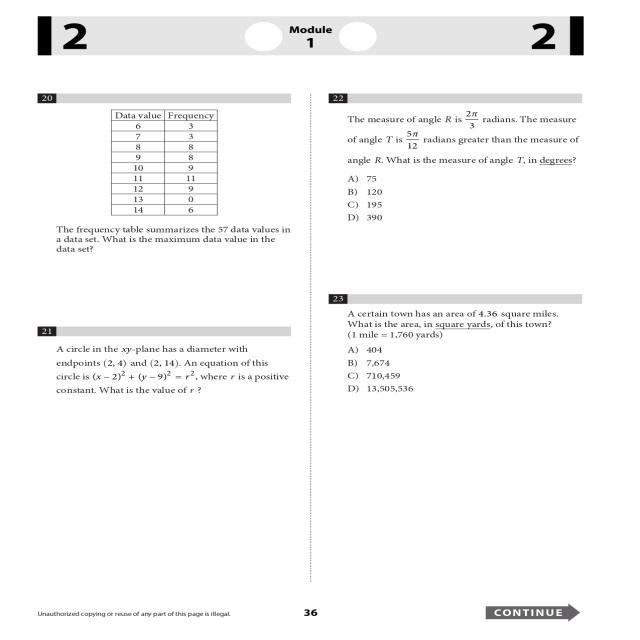 2
Module
1
2
20
Data value Frequency
6 3
7 3
8 8
9 8
10 9
11 11
12 9
13 0
14 6
The frequency table summarizes the 57 data values in
a data set. What is the maximum data value in the
data set?
21
A circle in the xy-plane has a diameter with
endpoints (2, 4) and (2, 14). An equation of this
circle is (x – 2)² + (y – 9)² = r², where r is a positive
constant. What is the value of r ?
22
The measure of angle R is 2π/3 radians. The measure
of angle T is 5π/12 radians greater than the measure of
angle R. What is the measure of angle T, in degrees?
A) 75
B) 120
C) 195
D) 390
23
A certain town has an area of 4.36 square miles.
What is the area, in square yards, of this town?
(1 mile = 1,760 yards)
A) 404
B) 7,674
C) 710,459
D) 13,505,536
Unauthorized copying or reuse of any part of this page is illegal.
36
CONTINUE